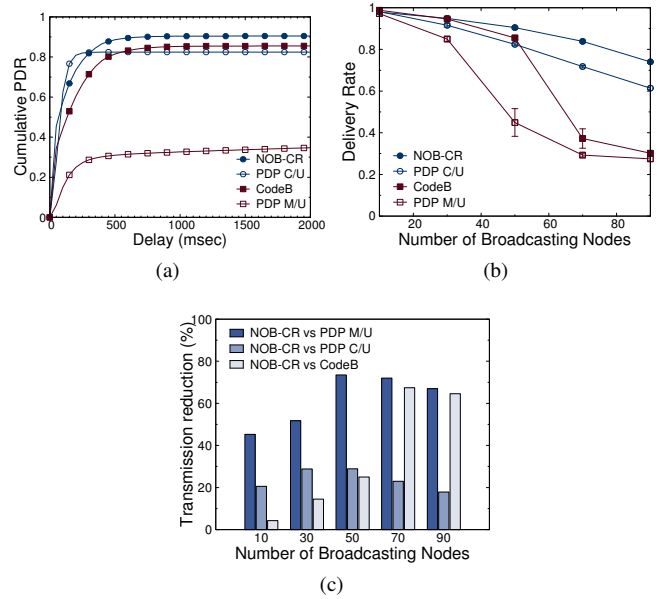 1
0.8
0.6
0.4
0.2
0
Cumulative PDR
NOB-CR
PDP C/U
CodeB
PDP M/U
0 500 1000 1500 2000
Delay (msec)
(a)
1
0.8
0.6
0.4
0.2
0
Delivery Rate
NOB-CR
PDP C/U
CodeB
PDP M/U
20 40 60 80
Number of Broadcasting Nodes
(b)
100
80
60
40
20
0
Transmission reduction (%)
NOB-CR vs PDP M/U
NOB-CR vs PDP C/U
NOB-CR vs CodeB
10 30 50 70 90
Number of Broadcasting Nodes
(c)